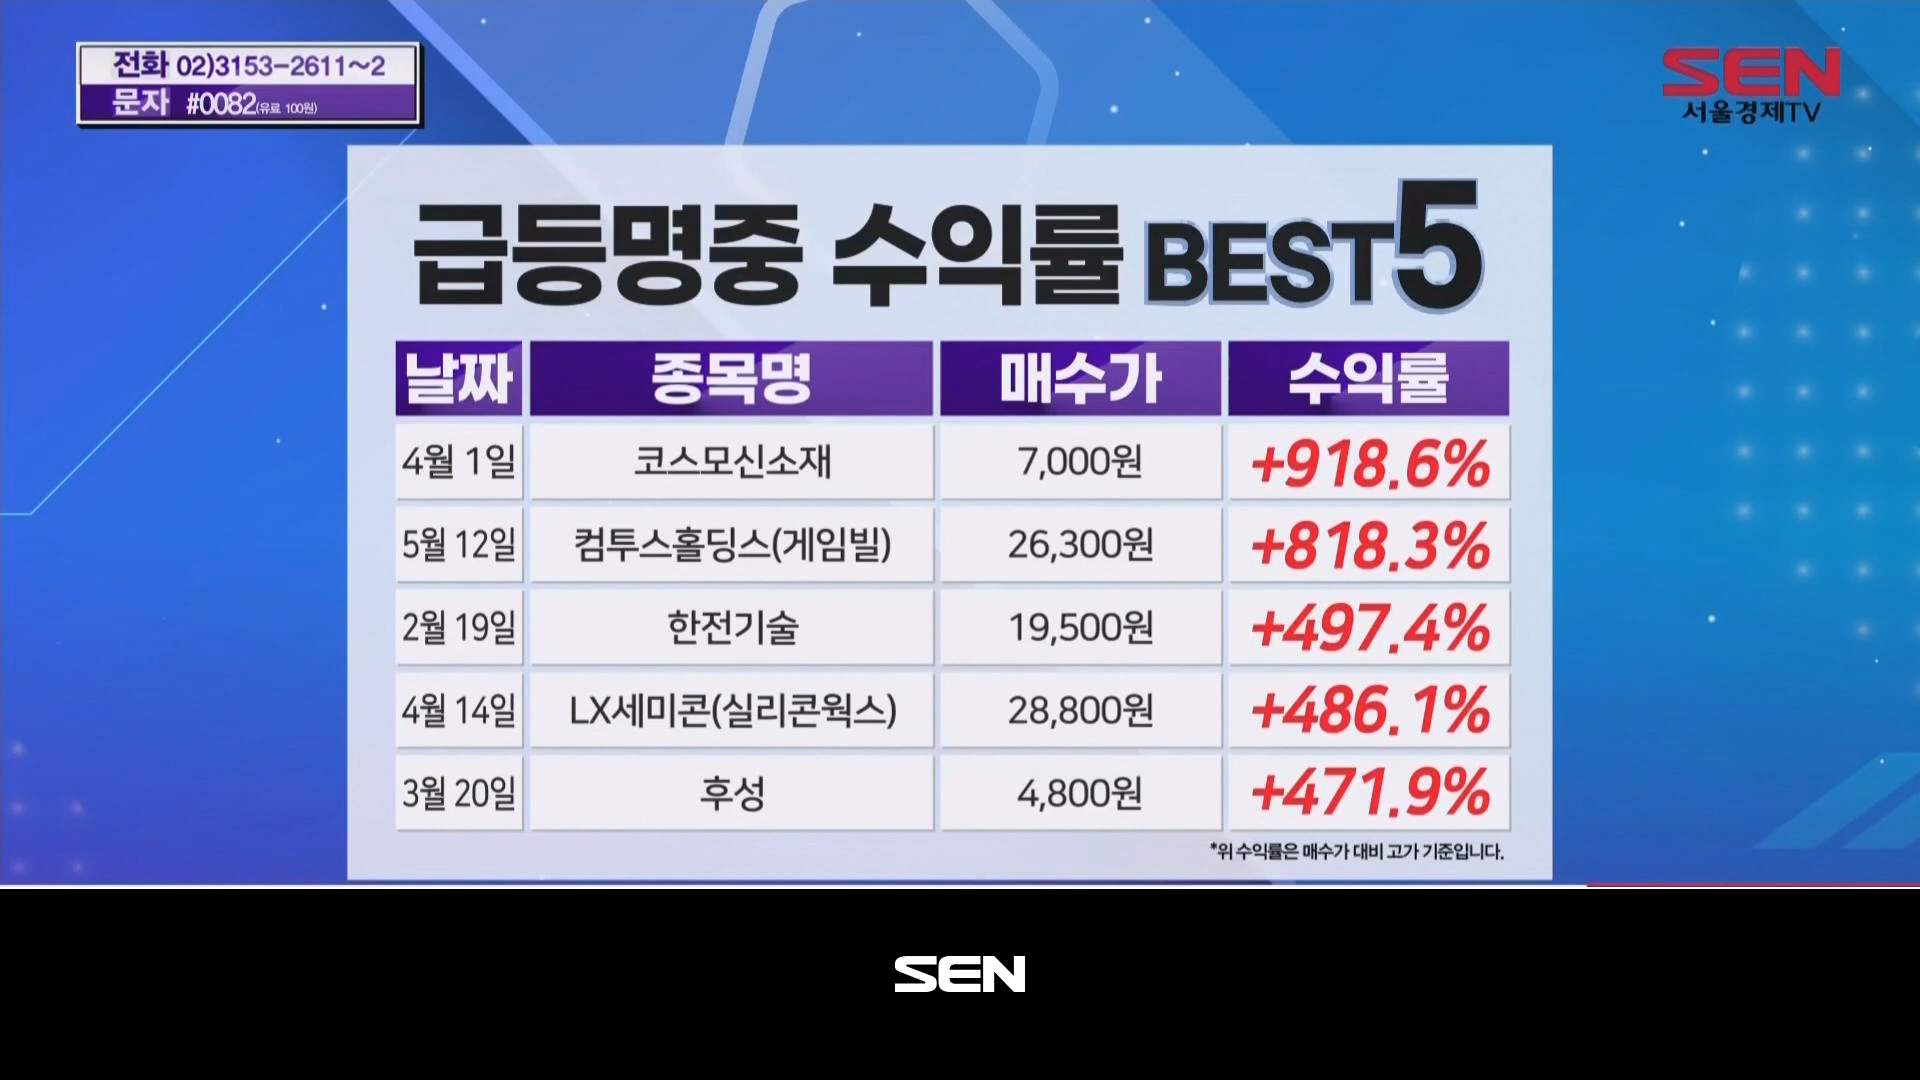 전화 02)3153-2611~2
문자 #0082(유료 100원)
SEN
서울경제TV
급등명중 수익률 BEST5
날짜 종목명 매수가 수익률
4월 1일 코스모신소재 7,000원 +918.6%
5월 12일 컴투스홀딩스(게임빌) 26,300원 +818.3%
2월 19일 한전기술 19,500원 +497.4%
4월 14일 LX세미콘(실리콘웍스) 28,800원 +486.1%
3월 20일 후성 4,800원 +471.9%
*위 수익률은 매수가 대비 고가 기준입니다.
SEN